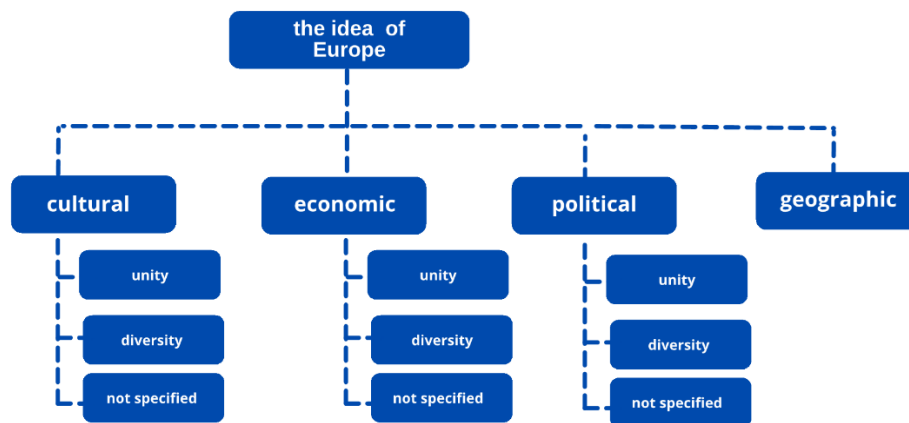 the idea of
Europe
cultural
economic
political
geographic
unity
diversity
not specified
unity
diversity
not specified
unity
diversity
not specified